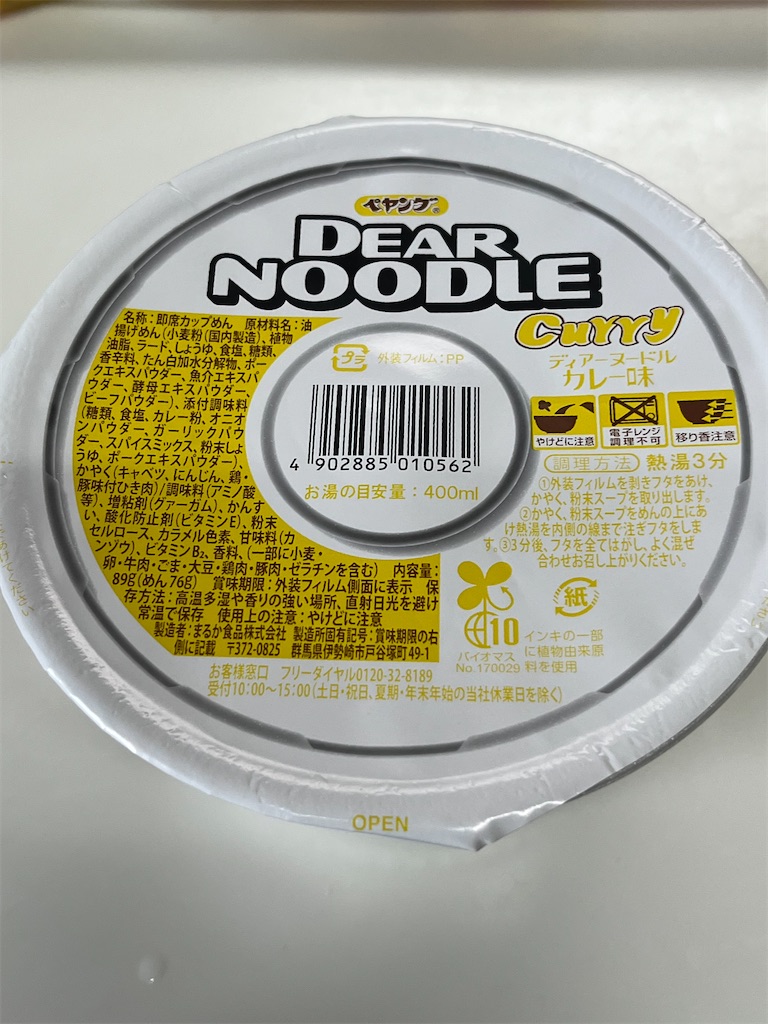 ペヤング®
DEAR
NOODLE
Curry
ディアーヌードル
カレー味
名称：即席カップめん 原材料名：油
揚げめん(小麦粉(国内製造)、植物
油脂、ラード、しょうゆ、食塩、糖類、
香辛料、たん白加水分解物、ポー
クエキスパウダー、魚介エキスパ
ウダー、酵母エキスパウダー、
ビーフパウダー)、添付調味料
(糖類、食塩、カレー粉、オニオ
ンパウダー、ガーリックパウ
ダー、スパイスミックス、粉末しょ
うゆ、ポークエキスパウダー)、
かやく(キャベツ、にんじん、鶏・
豚味付ひき肉)/調味料(アミノ酸
等)、増粘剤(グァーガム)、かんす
い、酸化防止剤(ビタミンE)、粉末
セルロース、カラメル色素、甘味料(カ
ンゾウ)、ビタミンB₂、香料、(一部に小麦・
卵・牛肉・ごま・大豆・鶏肉・豚肉・ゼラチンを含む) 内容量：
89g(めん76g) 賞味期限：外装フィルム側面に表示 保
存方法：高温多湿や香りの強い場所、直射日光を避け
常温で保存 使用上の注意：やけどに注意
製造者：まるか食品株式会社 製造所固有記号：賞味期限の右
側に記載 〒372-0825 群馬県伊勢崎市戸谷塚町49-1
お客様窓口 フリーダイヤル0120-32-8189
受付10:00〜15:00(土日・祝日、夏期・年末年始の当社休業日を除く)
プラ 外装フィルム：PP
4 902885 010562
お湯の目安量：400ml
やけどに注意
電子レンジ
調理不可
移り香注意
調理方法 熱湯3分
①外装フィルムを剥きフタをあけ、
かやく、粉末スープを取り出します。
②かやく、粉末スープをめんの上にあ
け熱湯を内側の線まで注ぎフタをしま
す。③3分後、フタを全てはがし、よく混ぜ
合わせお召し上がりください。
10
バイオマス
No.170029
紙
インキの一部
に植物由来原
料を使用
OPEN